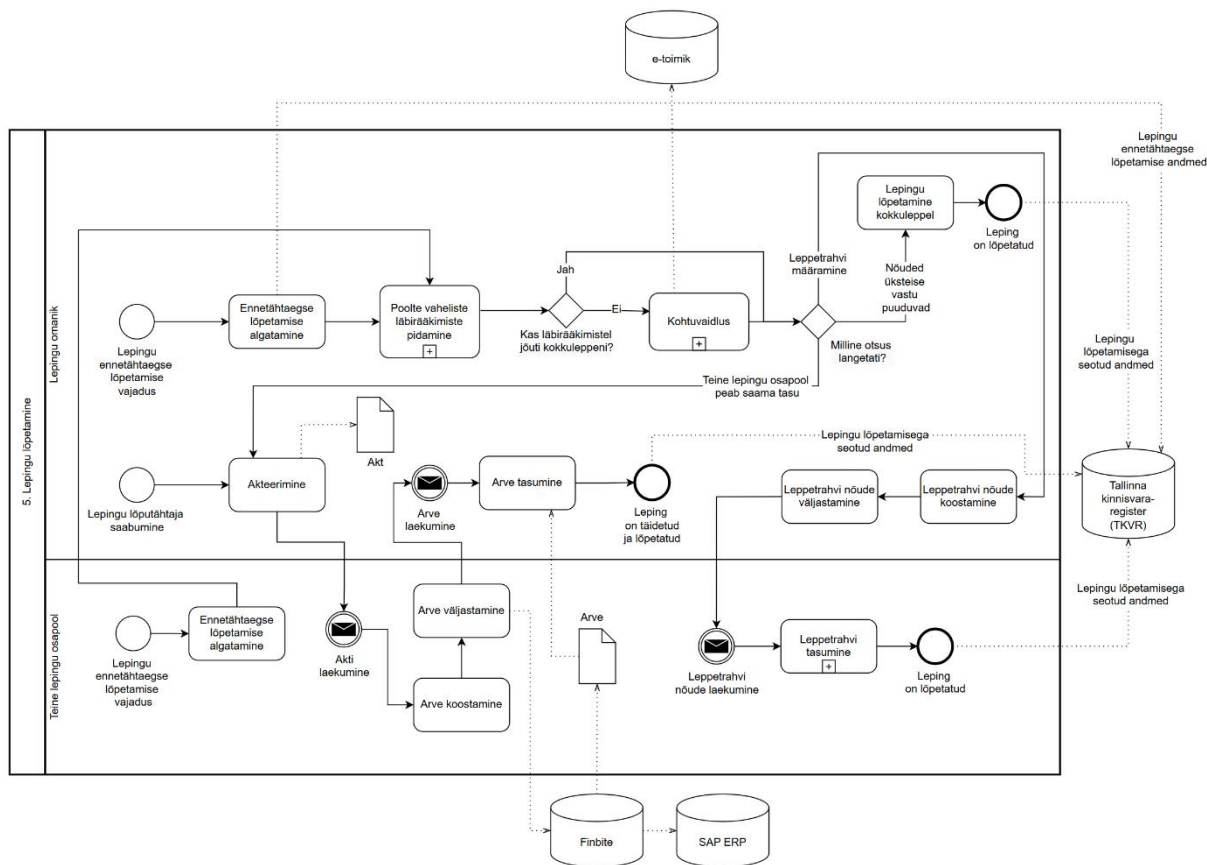 e-toimik
Lepingu
ennetähtaegse
lõpetamise andmed
5. Lepingu lõpetamine
Lepingu omanik
Lepingu
ennetähtaegse
lõpetamise
vajadus
Ennetähtaegse
lõpetamise
algatamine
Poolte vaheliste
läbirääkimiste
pidamine
Jah
Kas läbirääkimistel
jõuti kokkuleppeni?
Ei
Kohtuvaidlus
Leppetrahvi
määramine
Milline otsus
langetati?
Nõuded
üksteise
vastu
puuduvad
Lepingu
lõpetamine
kokkuleppel
Leping
on lõpetatud
Lepingu
lõpetamisega
seotud andmed
Teine lepingu osapool
peab saama tasu
Lepingu lõputähtaja
saabumine
Akteerimine
Akt
Arve
laekumine
Arve tasumine
Leping
on täidetud
ja lõpetatud
Lepingu lõpetamisega
seotud andmed
Leppetrahvi nõude
väljastamine
Leppetrahvi nõude
koostamine
Tallinna
kinnisvara-
register
(TKVR)
Teine lepingu osapool
Lepingu
ennetähtaegse
lõpetamise
vajadus
Ennetähtaegse
lõpetamise
algatamine
Akti
laekumine
Arve väljastamine
Arve koostamine
Arve
Leppetrahvi
nõude laekumine
Leppetrahvi
tasumine
Leping
on lõpetatud
Lepingu lõpetamisega
seotud andmed
Finbite
SAP ERP